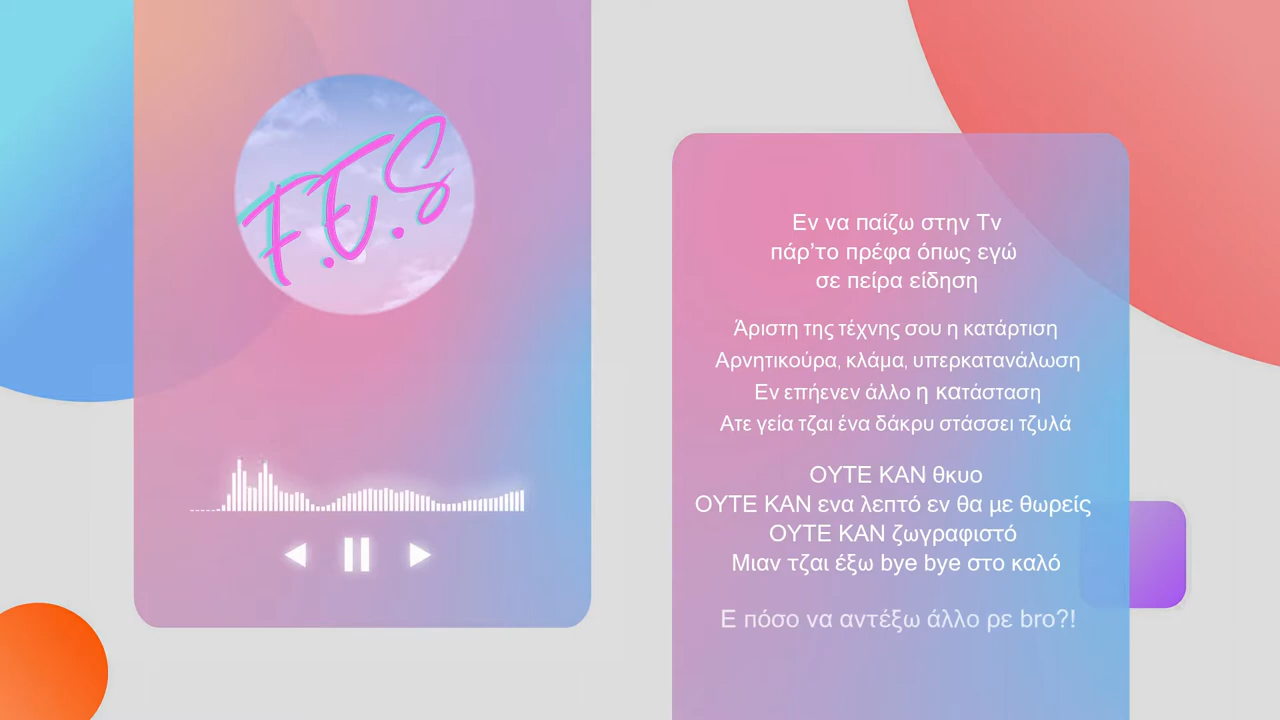 F.E.S
Εν να παίζω στην Τv
πάρ'το πρέφα όπως εγώ
σε πείρα είδηση
Άριστη της τέχνης σου η κατάρτιση
Αρνητικούρα, κλάμα, υπερκατανάλωση
Εν επήενεν άλλο η κατάσταση
Ατε γεία τζαι ένα δάκρυ στάσσει τζυλά
ΟΥΤΕ ΚΑΝ θκυο
ΟΥΤΕ ΚΑΝ ενα λεπτό εν θα με θωρείς
ΟΥΤΕ ΚΑΝ ζωγραφιστό
Μιαν τζαι έξω bye bye στο καλό
Ε πόσο να αντέξω άλλο ρε bro?!